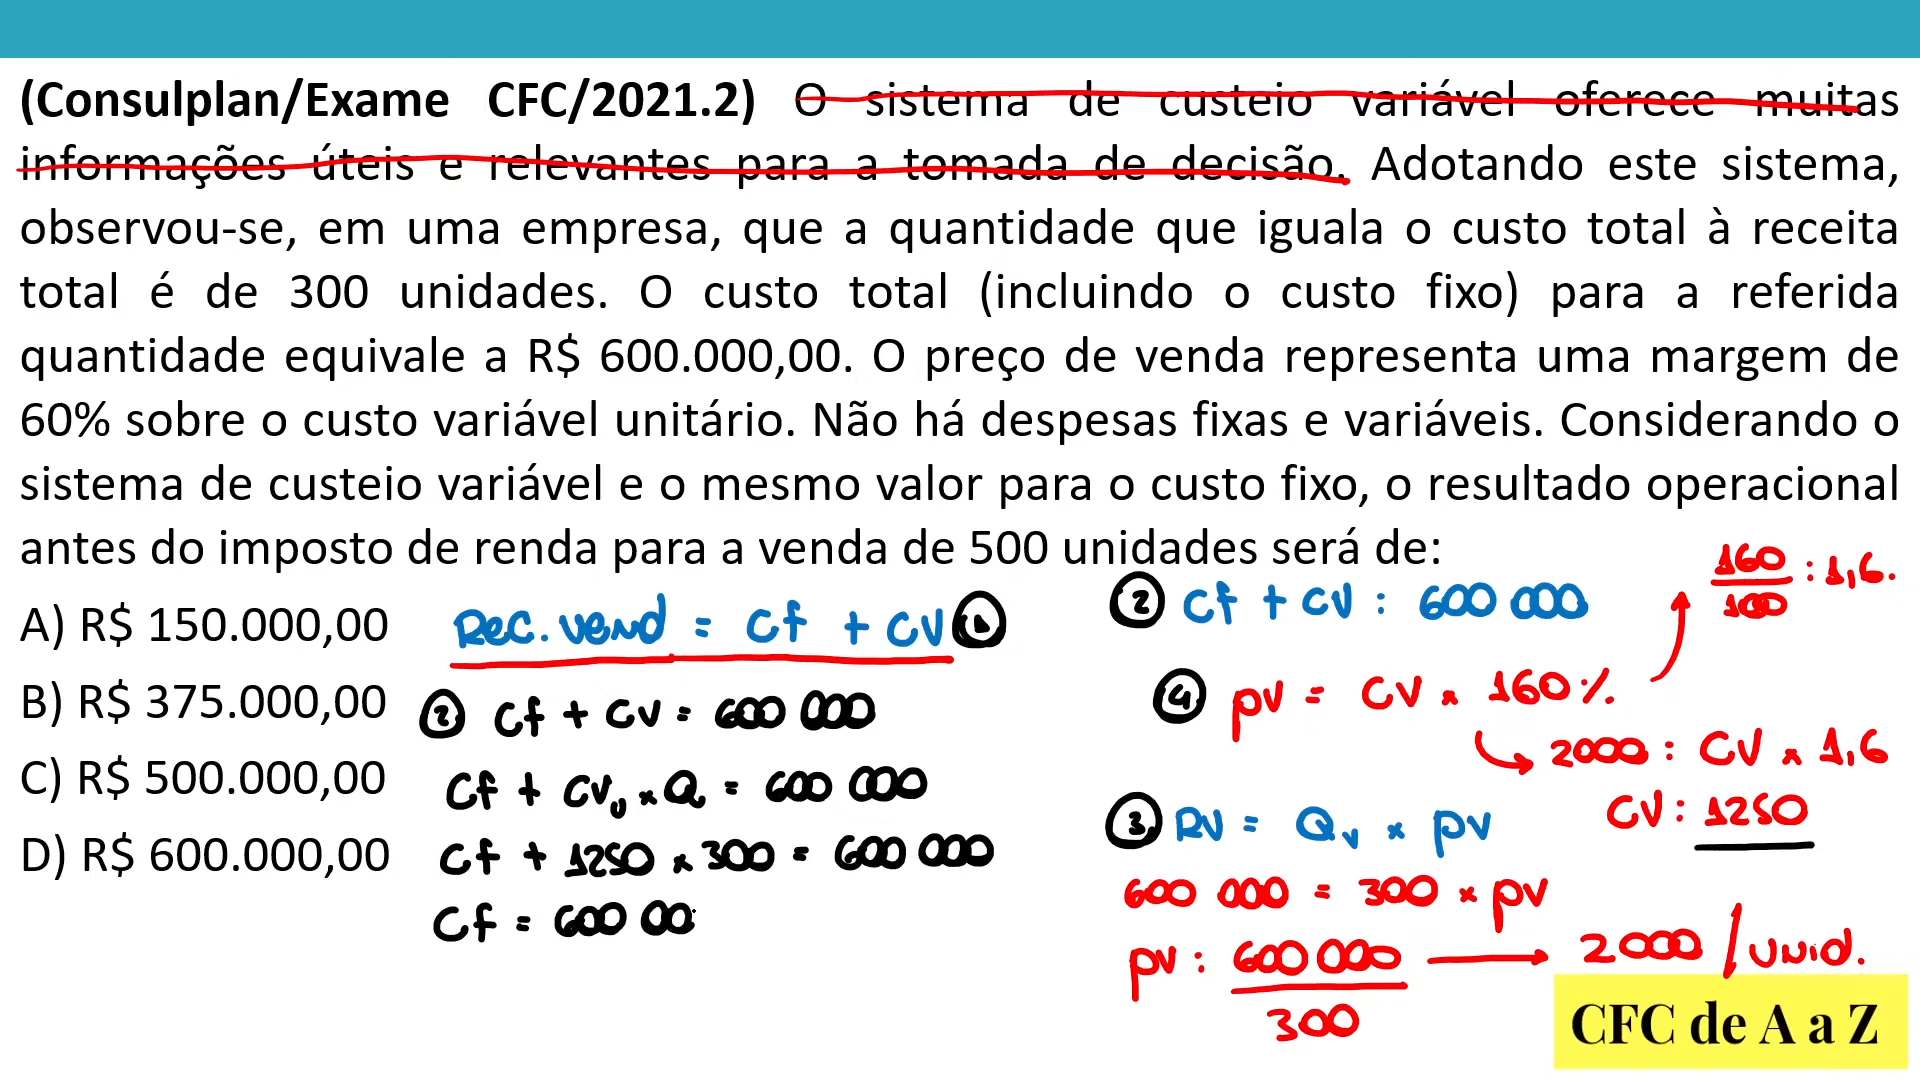 (Consulplan/Exame CFC/2021.2) O sistema de custeio variável oferece muitas
informações úteis e relevantes para a tomada de decisão. Adotando este sistema,
observou-se, em uma empresa, que a quantidade que iguala o custo total à receita
total é de 300 unidades. O custo total (incluindo o custo fixo) para a referida
quantidade equivale a R$ 600.000,00. O preço de venda representa uma margem de
60% sobre o custo variável unitário. Não há despesas fixas e variáveis. Considerando o
sistema de custeio variável e o mesmo valor para o custo fixo, o resultado operacional
antes do imposto de renda para a venda de 500 unidades será de:
A) R$ 150.000,00
B) R$ 375.000,00
C) R$ 500.000,00
D) R$ 600.000,00
Rec. vend = Cf + CV 1
2 Cf + CV = 600 000
Cf + CVu × Q = 600 000
Cf + 1250 × 300 = 600 000
Cf = 600 00
2 Cf + CV : 600 000
160/100 : 1,6.
4 pv = CV × 160%
2000 : CV × 1,6
CV : 1250
3 RV = Qv × pv
600 000 = 300 × pv
pv : 600 000 / 300 → 2000 / unid.
CFC de A a Z